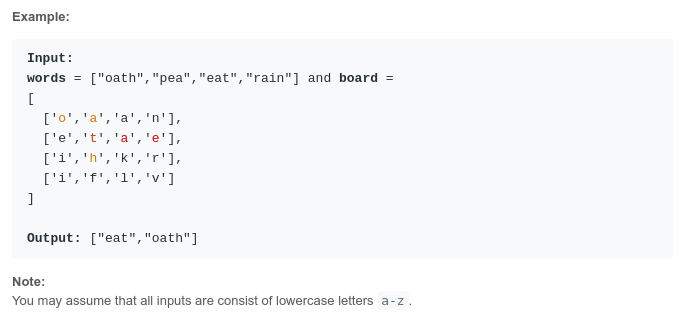 Example:
Input:
words = ["oath","pea","eat","rain"] and board =
[
  ['o','a','a','n'],
  ['e','t','a','e'],
  ['i','h','k','r'],
  ['i','f','l','v']
]
Output: ["eat","oath"]
Note:
You may assume that all inputs are consist of lowercase letters a-z.